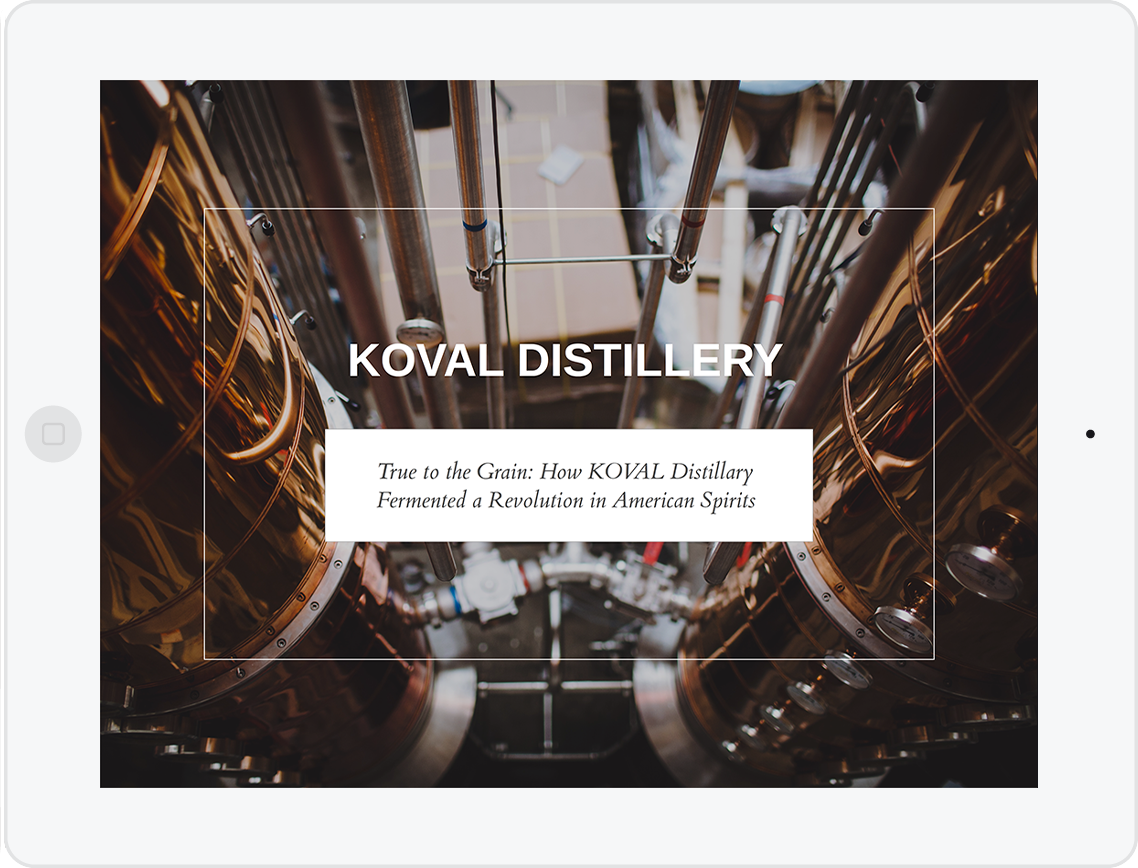 KOVAL DISTILLERY
True to the Grain: How KOVAL Distillary
Fermented a Revolution in American Spirits